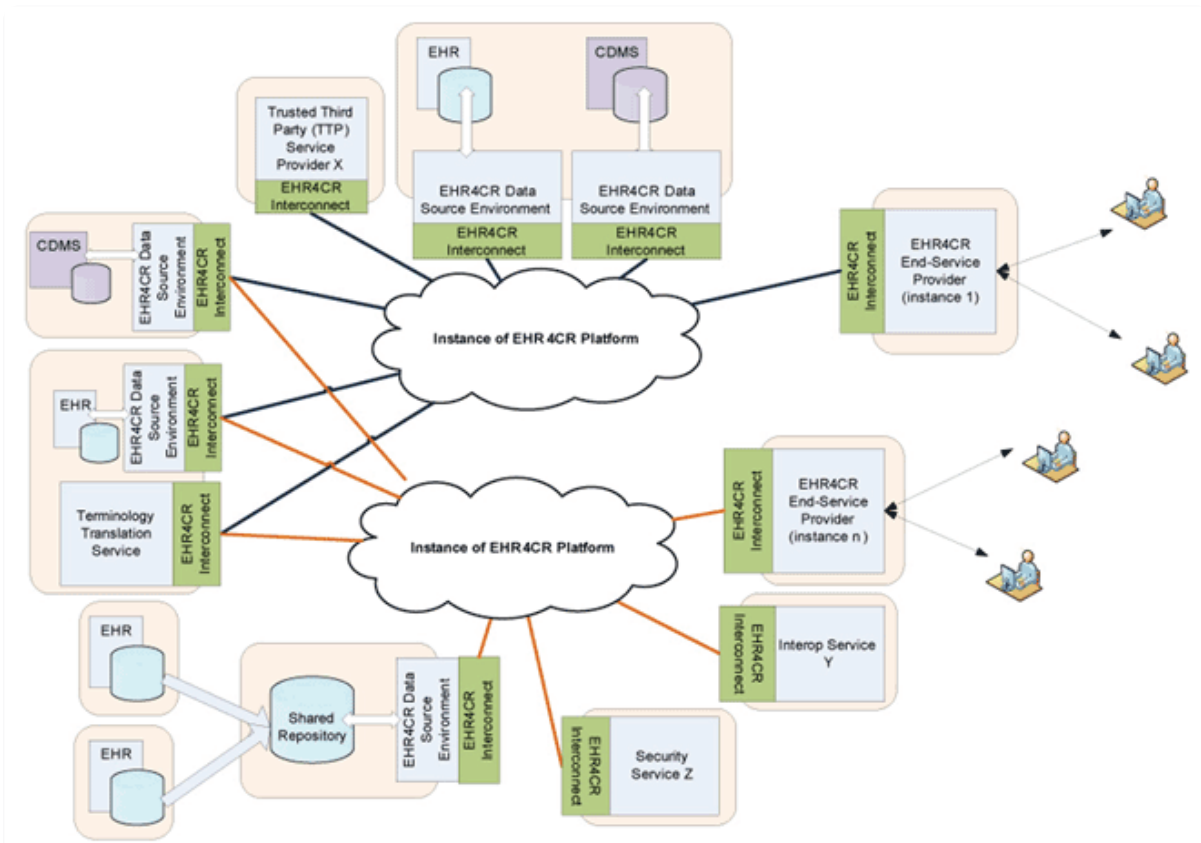 EHR
CDMS
Trusted Third
Party (TTP)
Service
Provider X
EHR4CR
Interconnect
EHR4CR Data
Source Environment
EHR4CR
Interconnect
EHR4CR Data
Source Environment
EHR4CR
Interconnect
CDMS
EHR4CR Data
Source
Environment
EHR4CR
Interconnect
EHR4CR
Interconnect
EHR4CR
End-Service
Provider
(instance 1)
Instance of EHR4CR Platform
EHR
EHR4CR Data
Source
Environment
EHR4CR
Interconnect
Terminology
Translation
Service
EHR4CR
Interconnect
EHR4CR
Interconnect
EHR4CR
End-Service
Provider
(instance n )
Instance of EHR4CR Platform
EHR
EHR
Shared
Repository
EHR4CR Data
Source
Environment
EHR4CR
Interconnect
EHR4CR
Interconnect
Interop Service
Y
EHR4CR
Interconnect
Security
Service Z